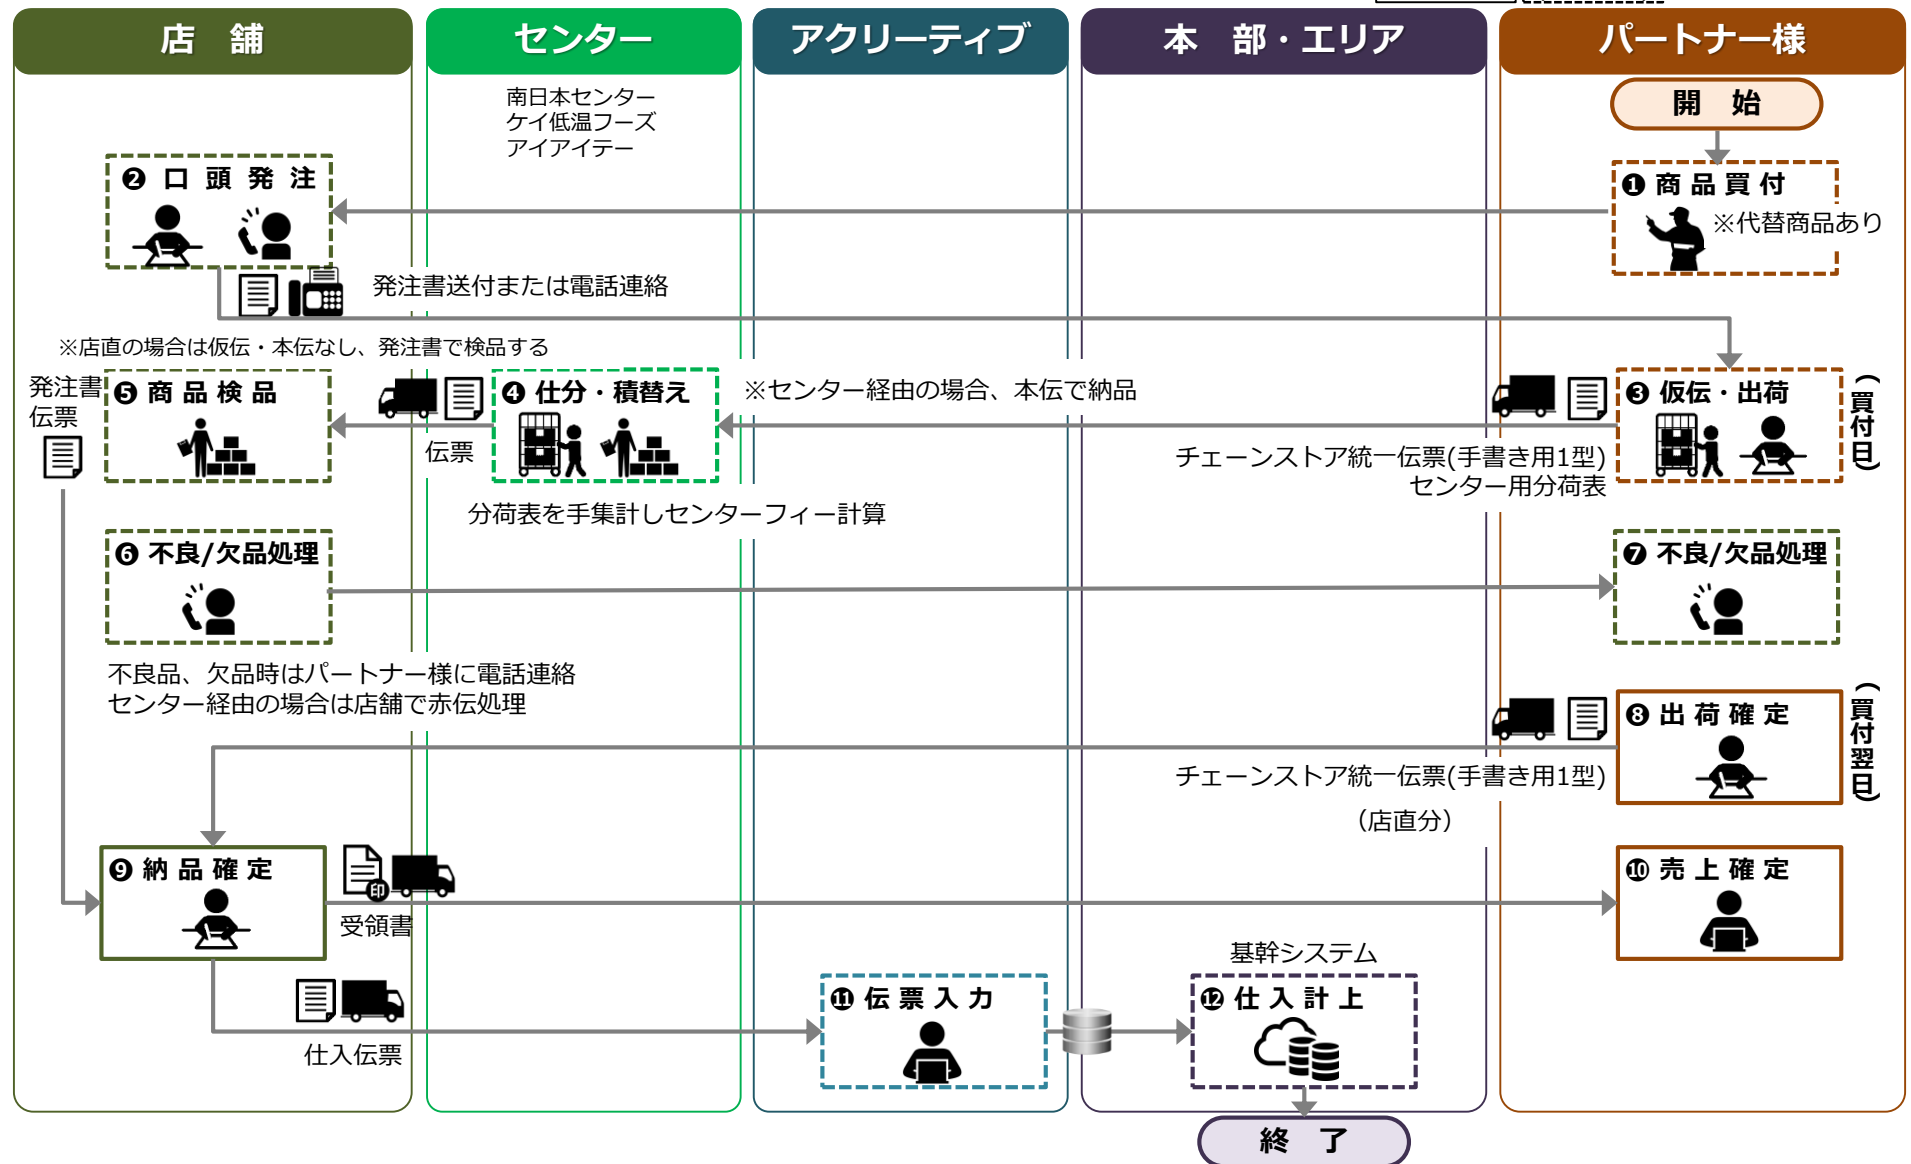 店　舗
センター
アクリーティブ
本　部・エリア
パートナー様
南日本センター
ケイ低温フーズ
アイアイテー
開　始
❶ 商 品 買 付
※代替商品あり
❷ 口 頭 発 注
発注書送付または電話連絡
※店直の場合は仮伝・本伝なし、発注書で検品する
❸ 仮伝・出荷
(買付日)
チェーンストア統一伝票(手書き用1型)
センター用分荷表
※センター経由の場合、本伝で納品
❹ 仕分・積替え
分荷表を手集計しセンターフィー計算
伝票
❺ 商 品 検 品
発注書
伝票
❻ 不良/欠品処理
不良品、欠品時はパートナー様に電話連絡
センター経由の場合は店舗で赤伝処理
❼ 不良/欠品処理
❽ 出 荷 確 定
(買付翌日)
チェーンストア統一伝票(手書き用1型)
（店直分）
❾ 納 品 確 定
印
受領書
❿ 売 上 確 定
仕入伝票
⓫ 伝 票 入 力
基幹システム
⓬ 仕 入 計 上
終　了